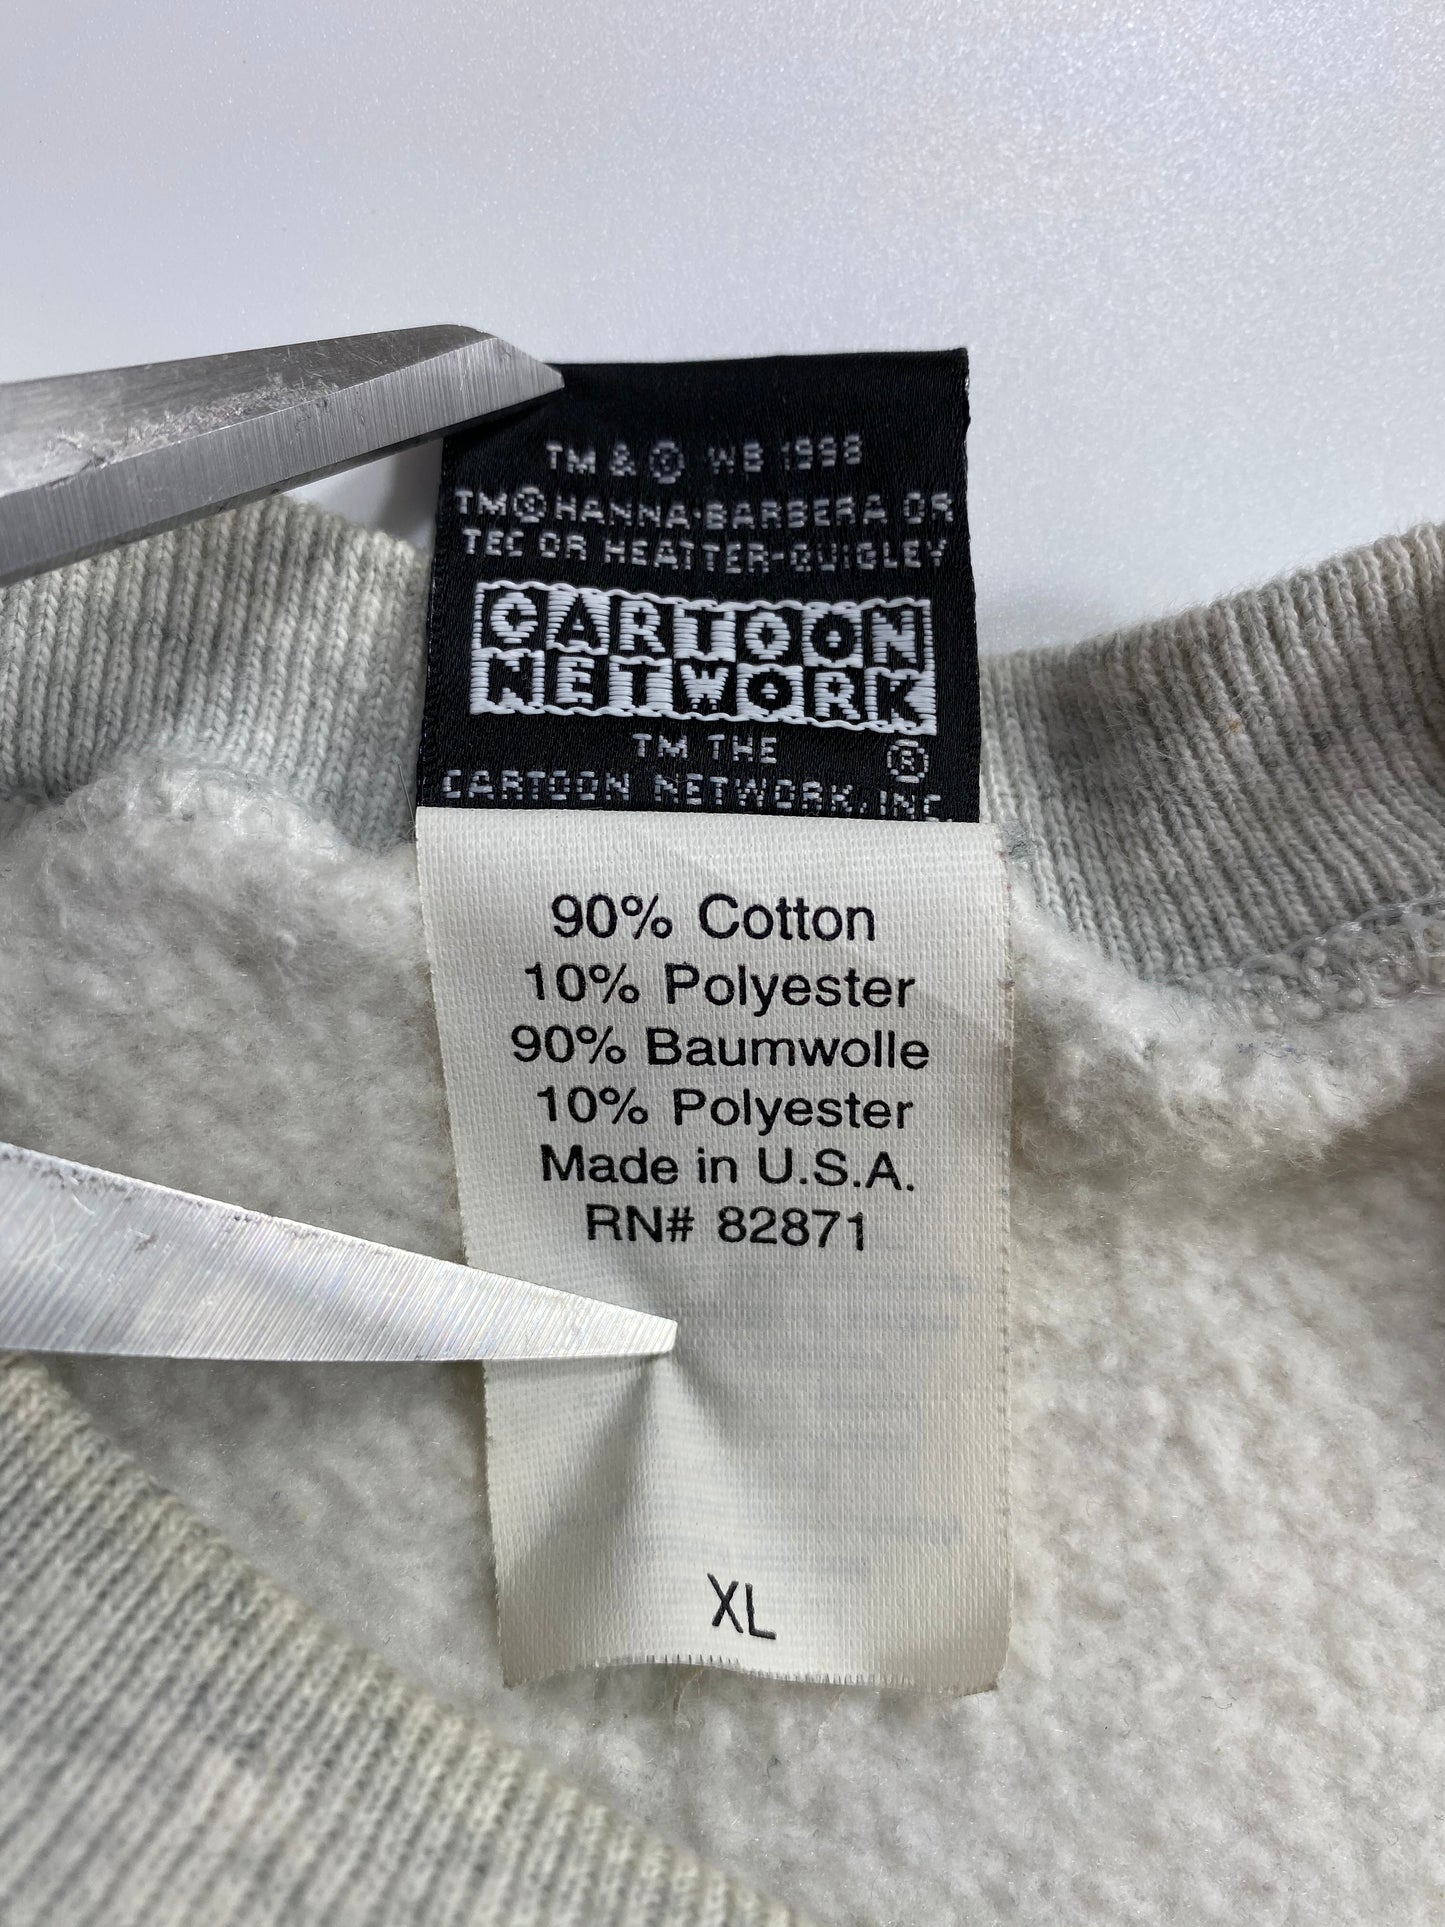 TM & © WB 1998
TM © HANNA-BARBERA OR
TEC OR HEATTER-QUIGLEY
CARTOON
NETWORK
TM THE ®
CARTOON NETWORK, INC.
90% Cotton
10% Polyester
90% Baumwolle
10% Polyester
Made in U.S.A.
RN# 82871
XL